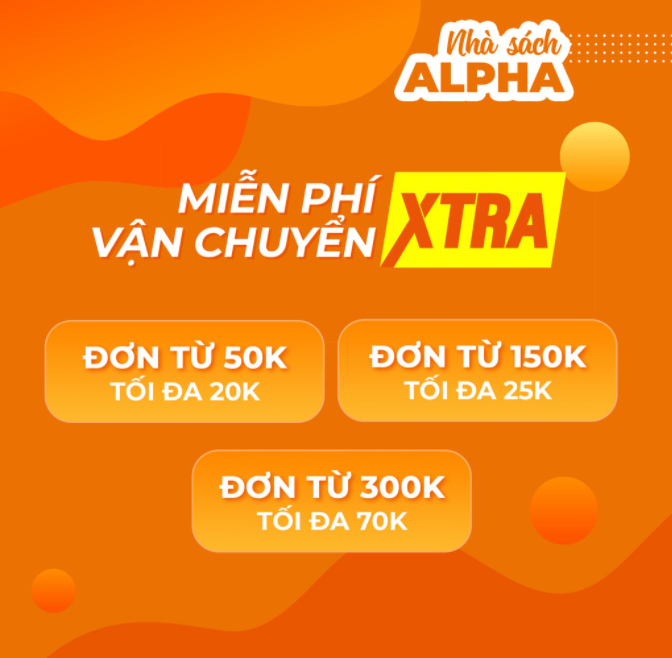 Nhà sách
ALPHA
MIỄN PHÍ
VẬN CHUYỂN
XTRA
ĐƠN TỪ 50K
TỐI ĐA 20K
ĐƠN TỪ 150K
TỐI ĐA 25K
ĐƠN TỪ 300K
TỐI ĐA 70K